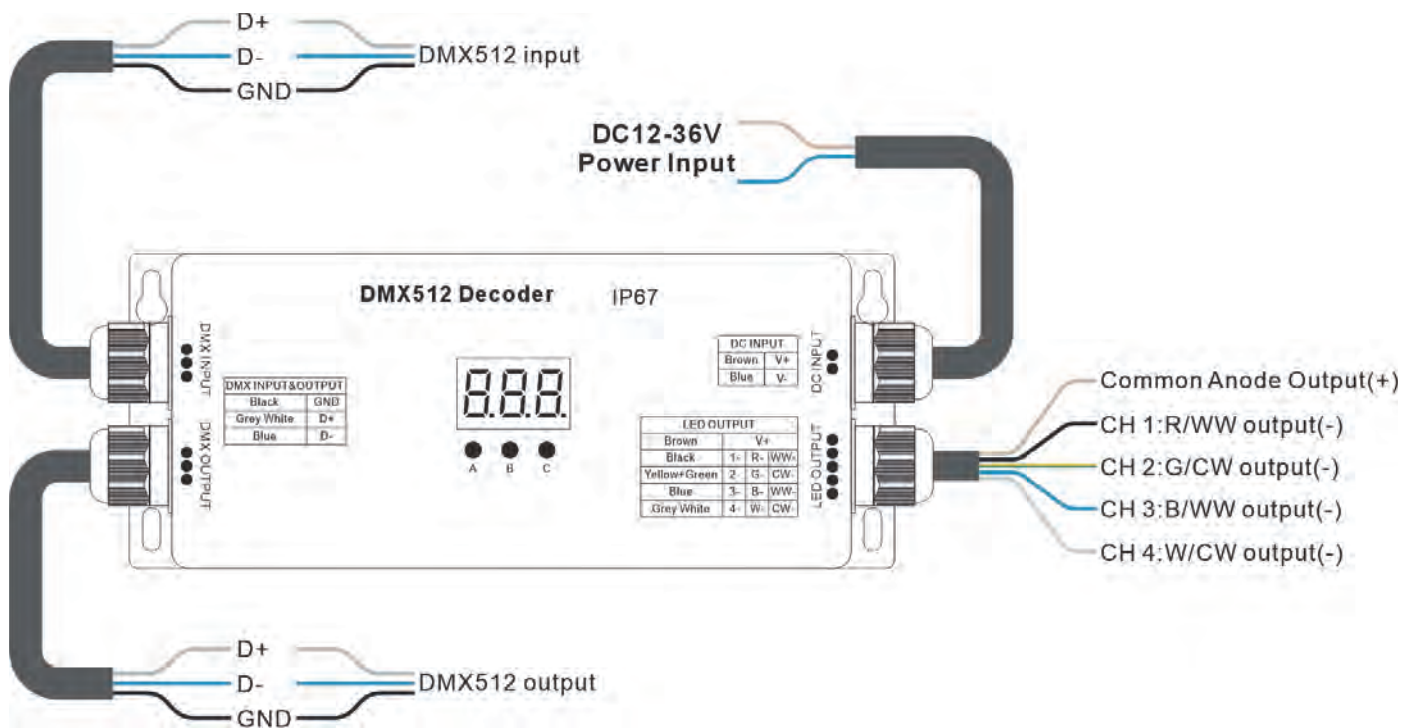 D+
D-
GND
DMX512 input
DC12-36V
Power Input
DMX512 Decoder
IP67
DMX INPUT
DMX OUTPUT
DMX INPUT&OUTPUT
Black GND
Grey White D+
Blue D-
8.8.8.
A B C
DC INPUT
Brown V+
Blue V-
DC INPUT
LED OUTPUT
Brown V+
Black 1- R- WW-
Yellow+Green 2- G- CW-
Blue 3- B- WW-
Grey White 4- W- CW-
LED OUTPUT
Common Anode Output(+)
CH 1:R/WW output(-)
CH 2:G/CW output(-)
CH 3:B/WW output(-)
CH 4:W/CW output(-)
D+
D-
GND
DMX512 output